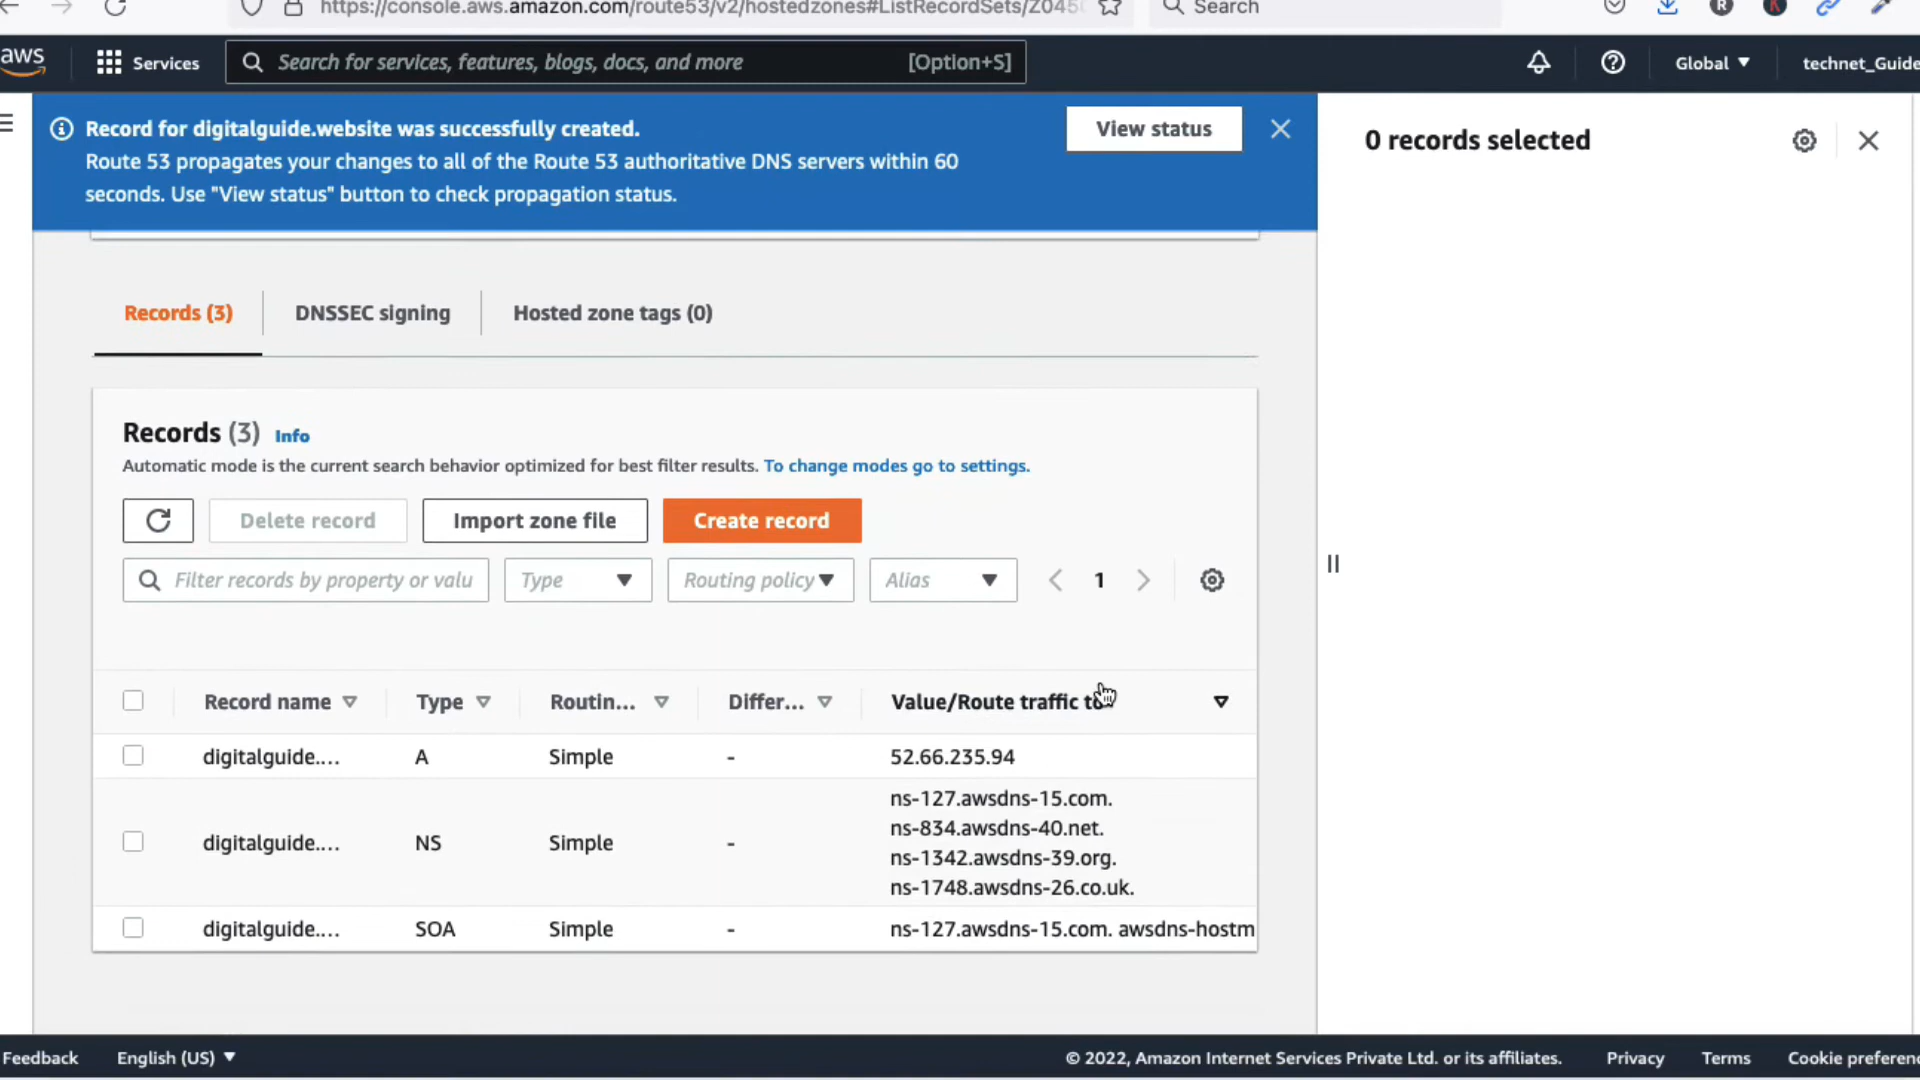 https://console.aws.amazon.com/route53/v2/hostedzones#ListRecordSets/Z0450
Search
aws
Services
Search for services, features, blogs, docs, and more
[Option+S]
Global
technet_Guide
Record for digitalguide.website was successfully created.
Route 53 propagates your changes to all of the Route 53 authoritative DNS servers within 60
seconds. Use "View status" button to check propagation status.
View status
0 records selected
Records (3)
DNSSEC signing
Hosted zone tags (0)
Records (3) Info
Automatic mode is the current search behavior optimized for best filter results. To change modes go to settings.
Delete record
Import zone file
Create record
Filter records by property or valu
Type
Routing policy
Alias
1
Record name
Type
Routin...
Differ...
Value/Route traffic to
digitalguide....
A
Simple
-
52.66.235.94
digitalguide....
NS
Simple
-
ns-127.awsdns-15.com.
ns-834.awsdns-40.net.
ns-1342.awsdns-39.org.
ns-1748.awsdns-26.co.uk.
digitalguide....
SOA
Simple
-
ns-127.awsdns-15.com. awsdns-hostm
Feedback
English (US)
© 2022, Amazon Internet Services Private Ltd. or its affiliates.
Privacy
Terms
Cookie preferenc